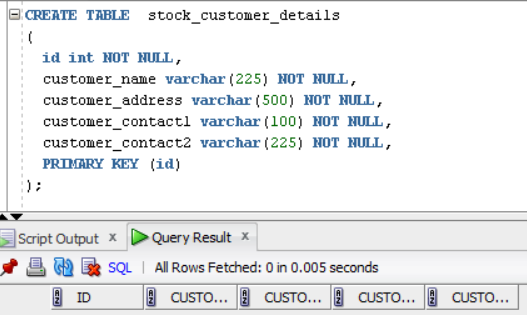 CREATE TABLE stock_customer_details
(
id int NOT NULL,
customer_name varchar(225) NOT NULL,
customer_address varchar(500) NOT NULL,
customer_contact1 varchar(100) NOT NULL,
customer_contact2 varchar(225) NOT NULL,
PRIMARY KEY (id)
);
Script Output x Query Result x
SQL | All Rows Fetched: 0 in 0.005 seconds
ID CUSTO... CUSTO... CUSTO... CUSTO...